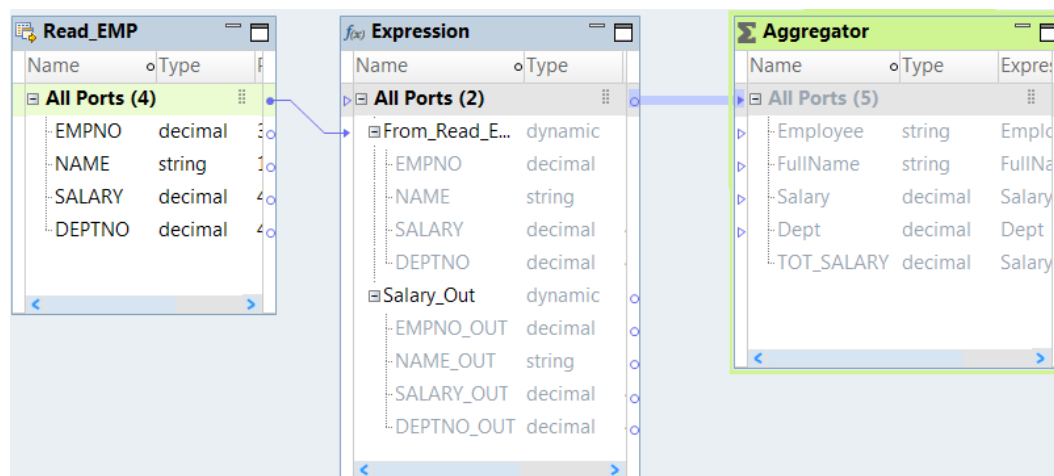 Read_EMP
Name Type
All Ports (4)
EMPNO decimal
NAME string
SALARY decimal
DEPTNO decimal
f(x) Expression
Name Type
All Ports (2)
From_Read_E... dynamic
EMPNO decimal
NAME string
SALARY decimal
DEPTNO decimal
Salary_Out dynamic
EMPNO_OUT decimal
NAME_OUT string
SALARY_OUT decimal
DEPTNO_OUT decimal
Σ Aggregator
Name Type Expre
All Ports (5)
Employee string Emplo
FullName string FullNa
Salary decimal Salary
Dept decimal Dept
TOT_SALARY decimal Salary